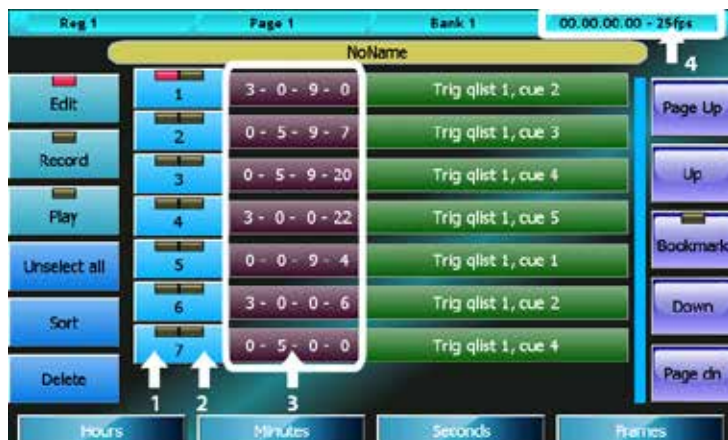 Reg 1 Page 1 Bank 1 00.00.00.00 - 25fps
NoName
4
Edit 1 3 - 0 - 9 - 0 Trig qlist 1, cue 2 Page Up
2 0 - 5 - 9 - 7 Trig qlist 1, cue 3
Record 3 0 - 5 - 9 - 20 Trig qlist 1, cue 4 Up
Play 4 3 - 0 - 0 - 22 Trig qlist 1, cue 5
Bookmark
Unselect all 5 0 - 0 - 9 - 4 Trig qlist 1, cue 1
Sort 6 3 - 0 - 0 - 6 Trig qlist 1, cue 2 Down
7 0 - 5 - 0 - 0 Trig qlist 1, cue 4
Delete Page dn
1 2 3
Hours Minutes Seconds Frames